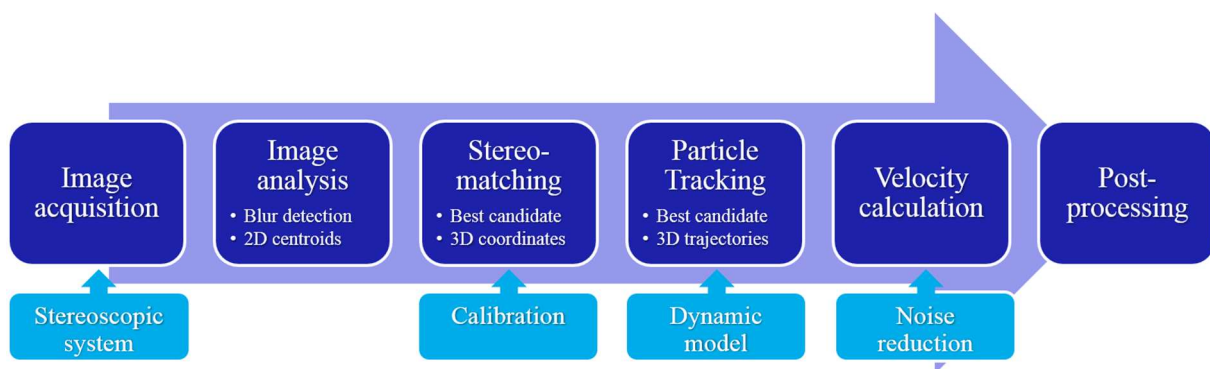 Image
acquisition
Image
analysis
• Blur detection
• 2D centroids
Stereo-
matching
• Best candidate
• 3D coordinates
Particle
Tracking
• Best candidate
• 3D trajectories
Velocity
calculation
Post-
processing
Stereoscopic
system
Calibration
Dynamic
model
Noise
reduction